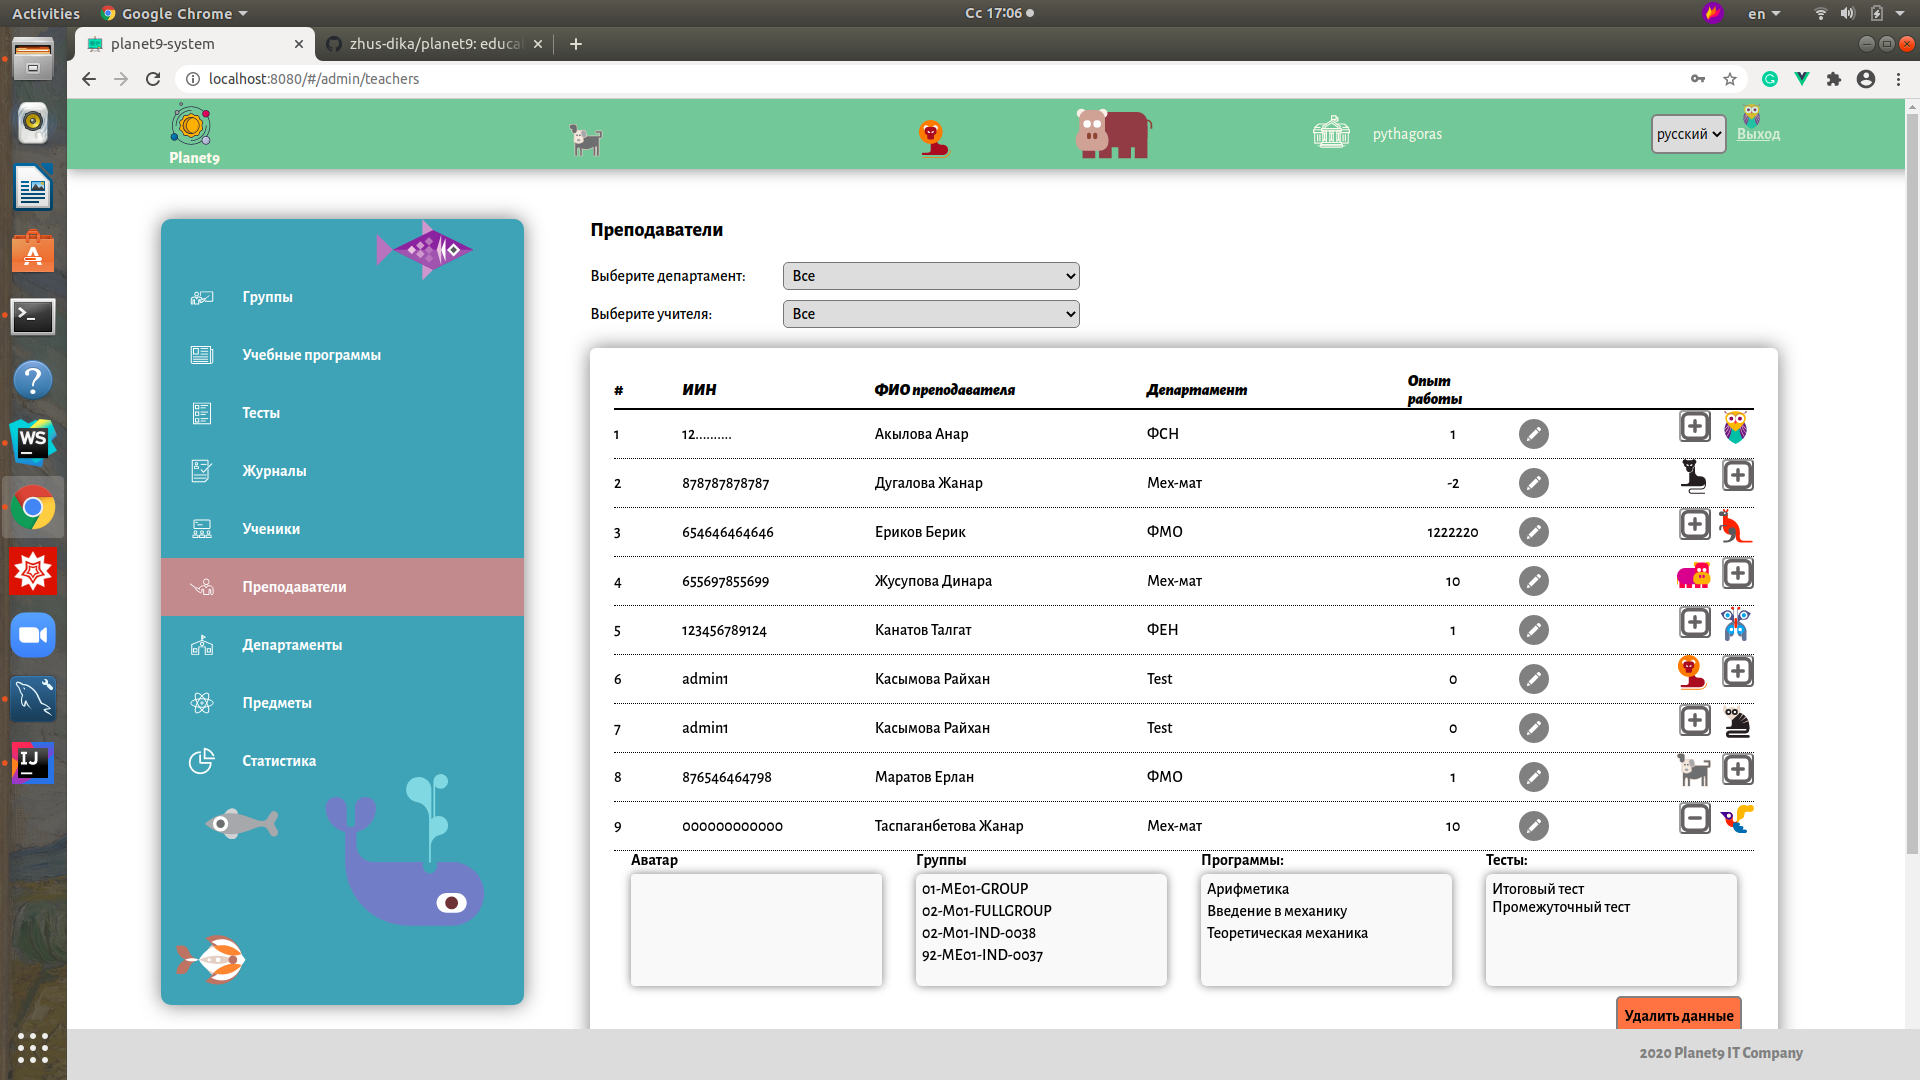 Activities
Google Chrome
Сс 17:06
en
planet9-system
zhus-dika/planet9: educa
localhost:8080/#/admin/teachers
Planet9
pythagoras
русский
Выход
Группы
Учебные программы
Тесты
Журналы
Ученики
Преподаватели
Департаменты
Предметы
Статистика
Преподаватели
Выберите департамент: Все
Выберите учителя: Все
# ИИН ФИО преподавателя Департамент Опыт
работы
1 12.......... Акылова Анар ФСН 1
2 878787878787 Дугалова Жанар Мех-мат -2
3 654646464646 Ериков Берик ФМО 1222220
4 655697855699 Жусупова Динара Мех-мат 10
5 123456789124 Канатов Талгат ФЕН 1
6 admin1 Касымова Райхан Test 0
7 admin1 Касымова Райхан Test 0
8 876546464798 Маратов Ерлан ФМО 1
9 000000000000 Таспаганбетова Жанар Мех-мат 10
Аватар
Группы
01-ME01-GROUP
02-M01-FULLGROUP
02-M01-IND-0038
92-ME01-IND-0037
Программы:
Арифметика
Введение в механику
Теоретическая механика
Тесты:
Итоговый тест
Промежуточный тест
Удалить данные
2020 Planet9 IT Company
WS
IJ